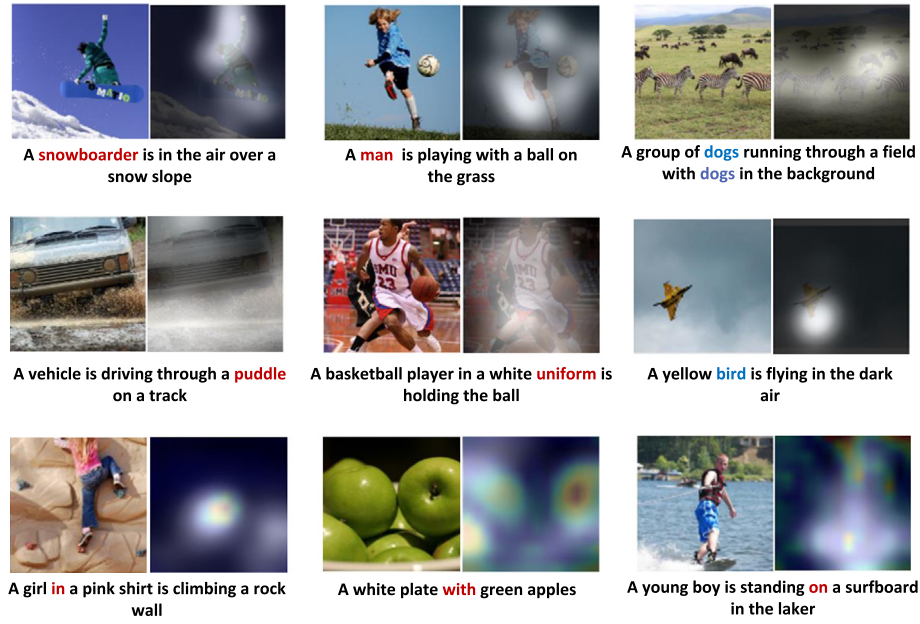 A snowboarder is in the air over a
snow slope
A man is playing with a ball on
the grass
A group of dogs running through a field
with dogs in the background
23
A vehicle is driving through a puddle
on a track
A basketball player in a white uniform is
holding the ball
A yellow bird is flying in the dark
air
A girl in a pink shirt is climbing a rock
wall
A white plate with green apples
A young boy is standing on a surfboard
in the laker